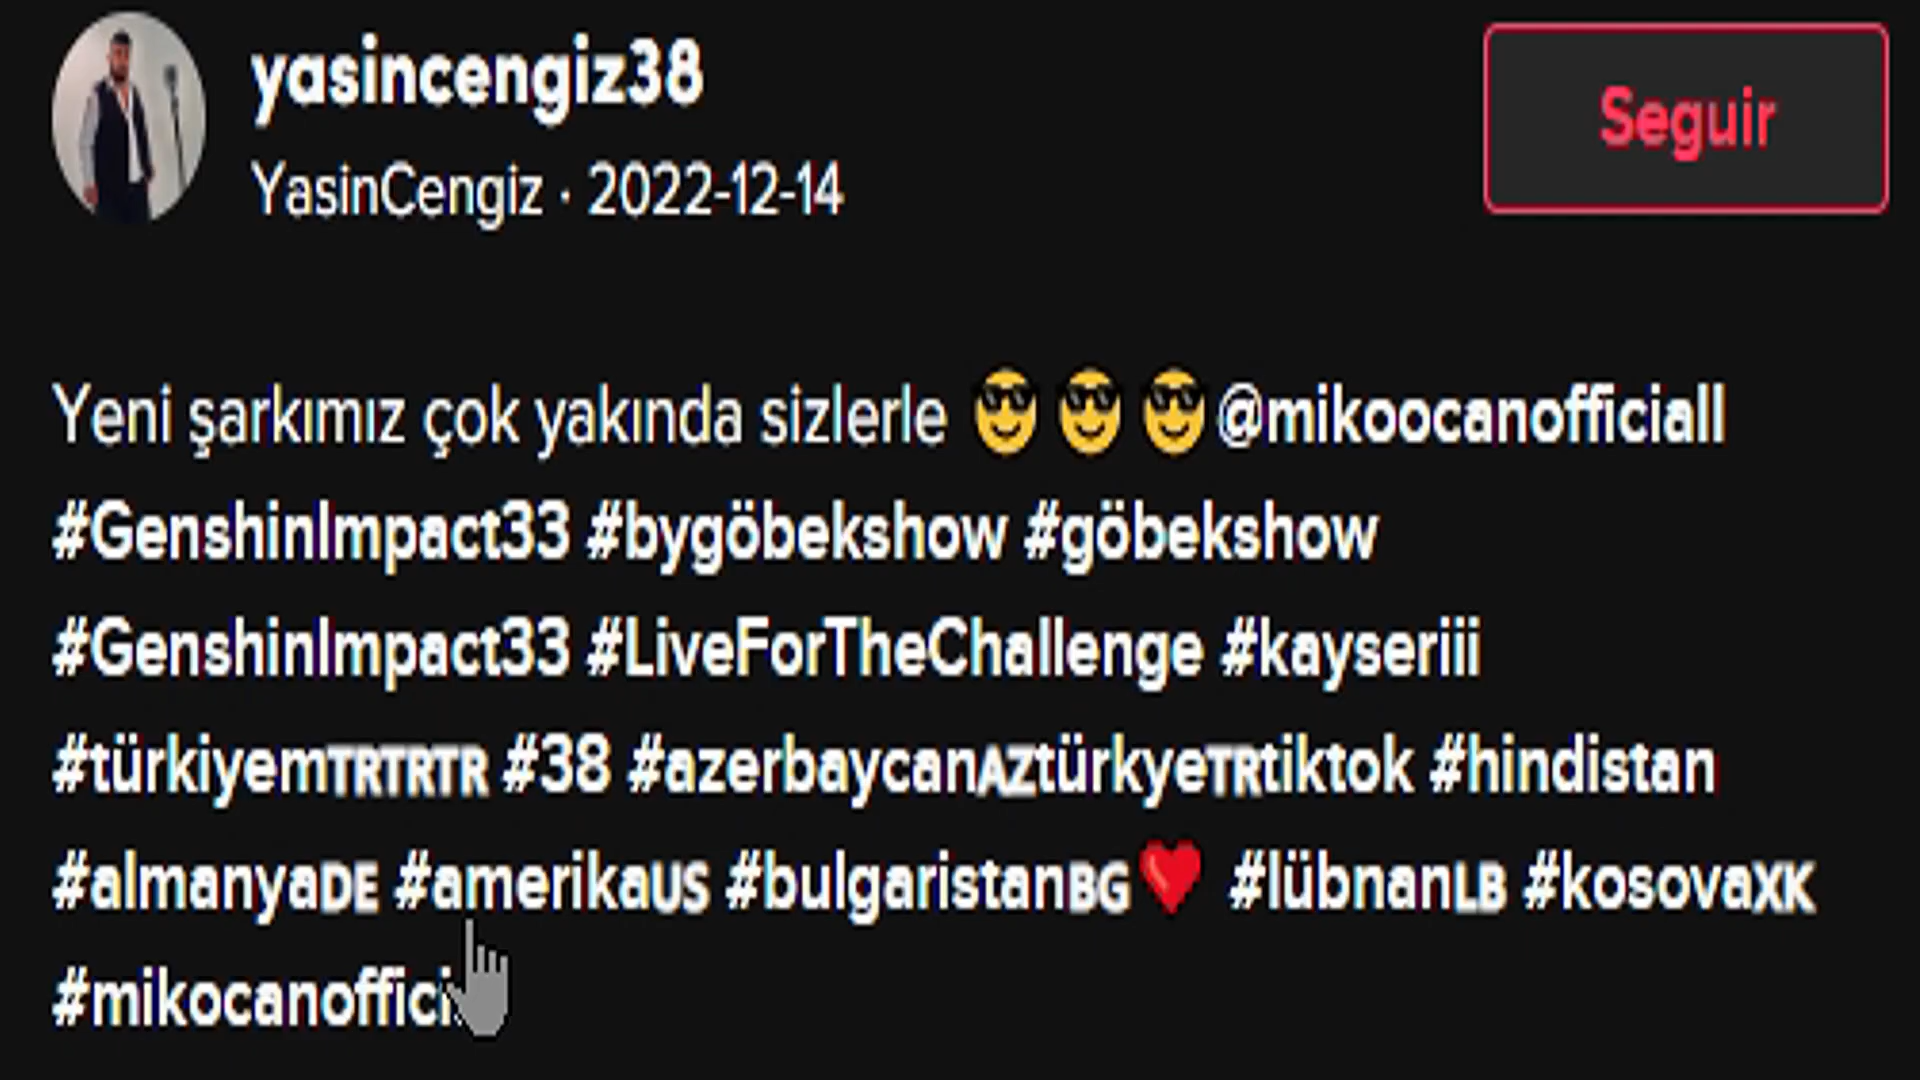 yasincengiz38
YasinCengiz · 2022-12-14
Seguir
Yeni şarkımız çok yakında sizlerle 😎😎😎@mikoocanofficiall
#GenshinImpact33 #bygöbekshow #göbekshow
#GenshinImpact33 #LiveForTheChallenge #kayseriii
#türkiyemTRTRTR #38 #azerbaycanAZtürkyeTRtiktok #hindistan
#almanyaDE #amerikaUS #bulgaristanBG❤️ #lübnanLB #kosovaXK